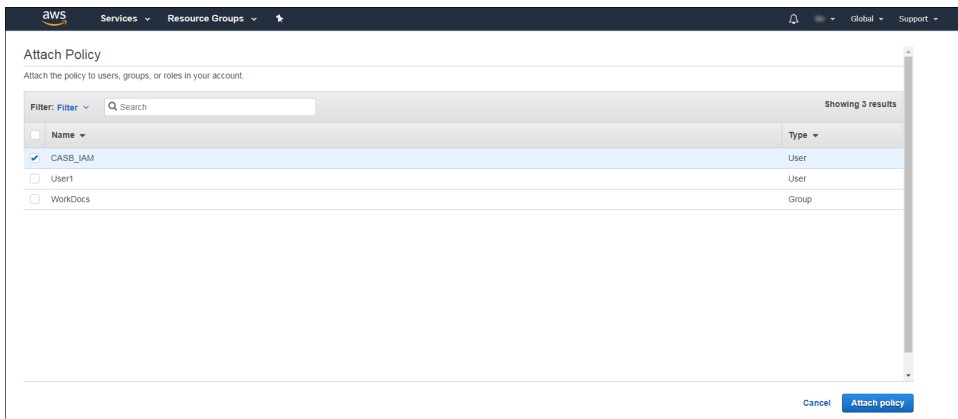 aws Services Resource Groups Global Support
Attach Policy
Attach the policy to users, groups, or roles in your account.
Filter: Filter Search Showing 3 results
Name Type
CASB_IAM User
User1 User
WorkDocs Group
Cancel Attach policy